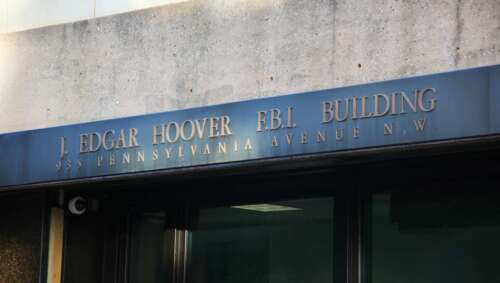 J. EDGAR HOOVER F.B.I. BUILDING
935 PENNSYLVANIA AVENUE N.W.